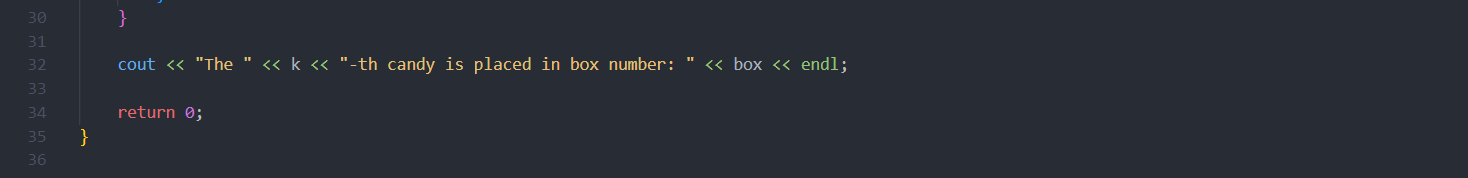 30 }
31
32 cout << "The " << k << "-th candy is placed in box number: " << box << endl;
33
34 return 0;
35 }
36